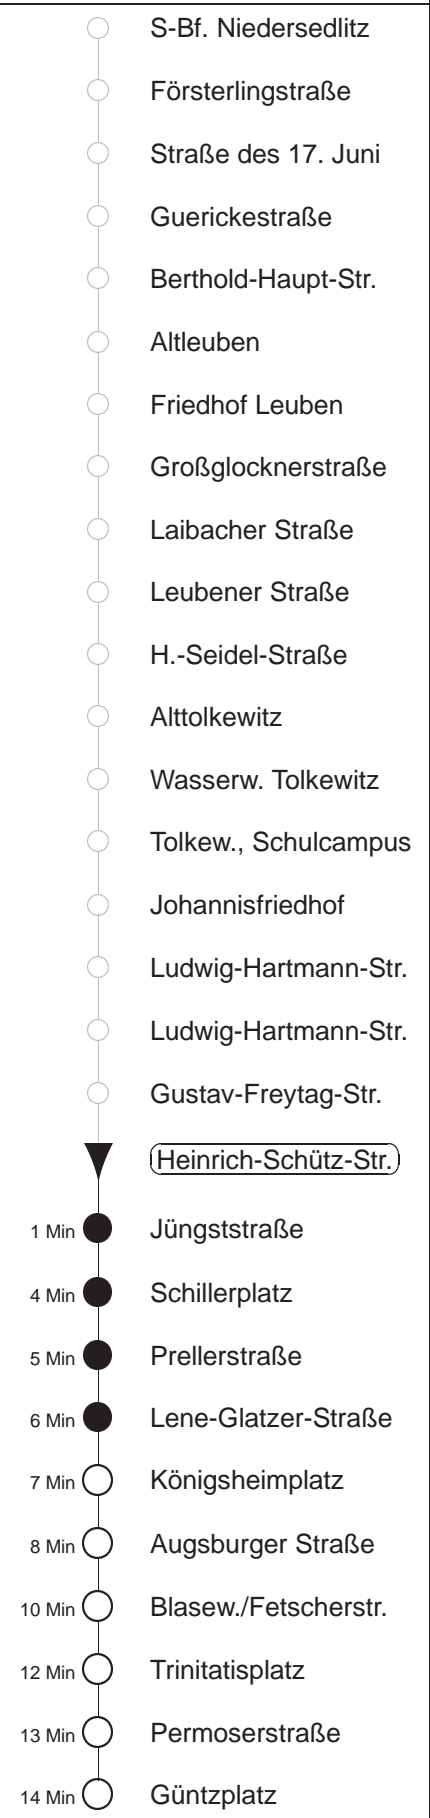 S-Bf. Niedersedlitz
Försterlingstraße
Straße des 17. Juni
Guerickestraße
Berthold-Haupt-Str.
Altleuben
Friedhof Leuben
Großglocknerstraße
Laibacher Straße
Leubener Straße
H.-Seidel-Straße
Alttolkewitz
Wasserw. Tolkewitz
Tolkew., Schulcampus
Johannisfriedhof
Ludwig-Hartmann-Str.
Ludwig-Hartmann-Str.
Gustav-Freytag-Str.
Heinrich-Schütz-Str.
1 Min Jüngststraße
4 Min Schillerplatz
5 Min Prellerstraße
6 Min Lene-Glatzer-Straße
7 Min Königsheimplatz
8 Min Augsburger Straße
10 Min Blasew./Fetscherstr.
12 Min Trinitatisplatz
13 Min Permoserstraße
14 Min Güntzplatz